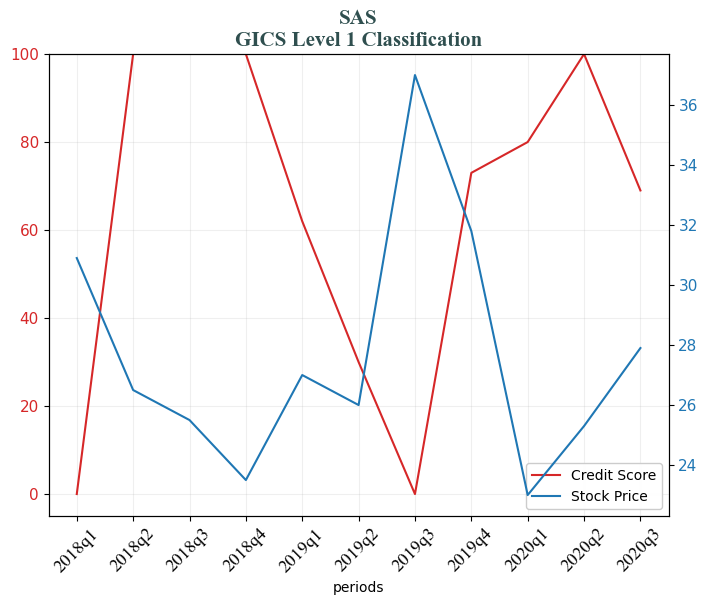 SAS
GICS Level 1 Classification
100
80
60
40
20
0
36
34
32
30
28
26
24
Credit Score
Stock Price
2018q1
2018q2
2018q3
2018q4
2019q1
2019q2
2019q3
2019q4
2020q1
2020q2
2020q3
periods